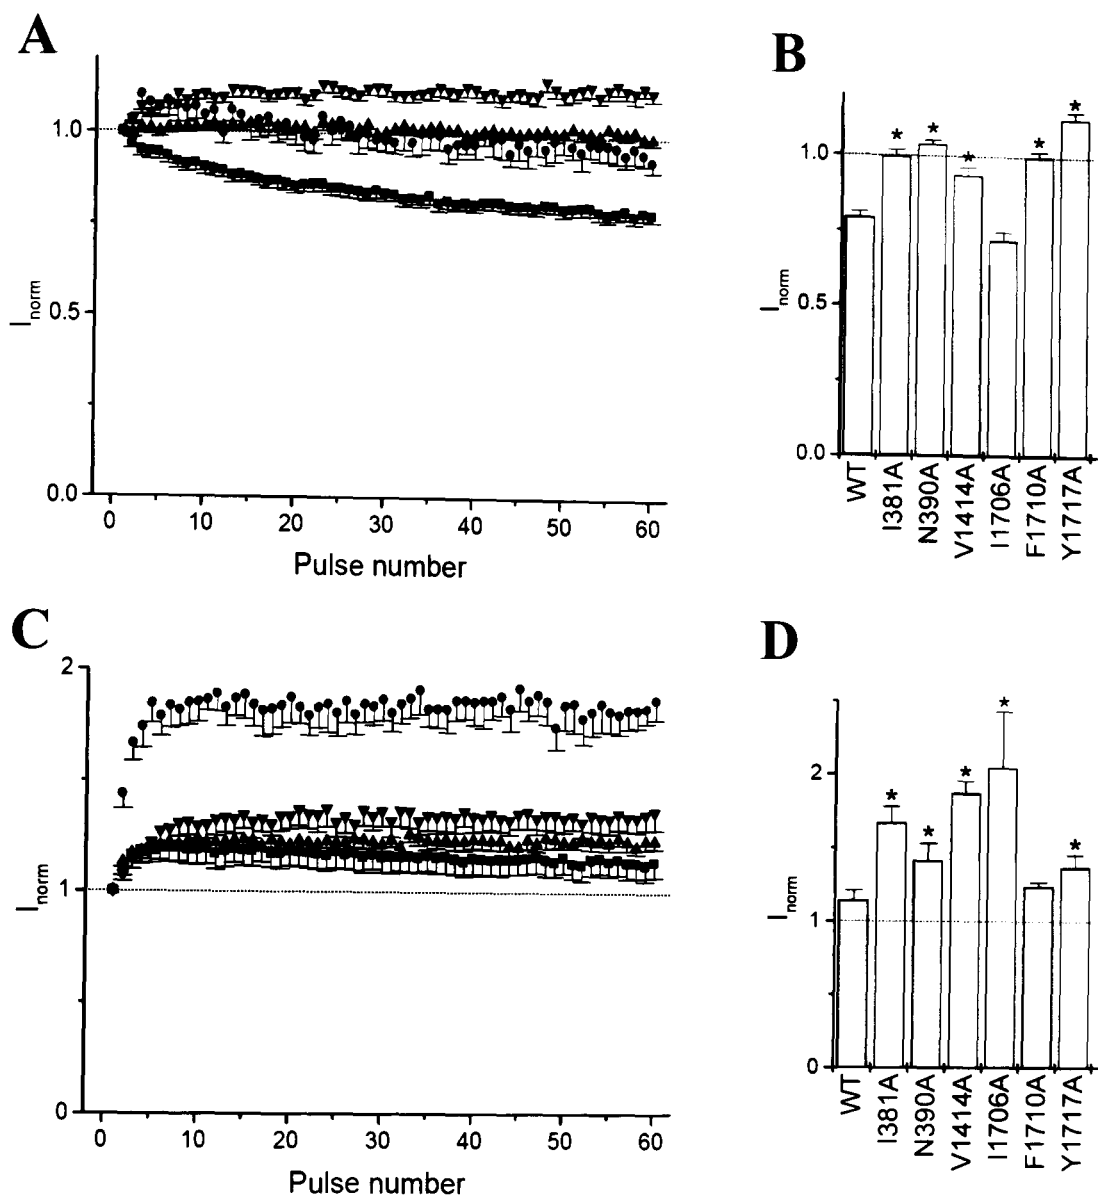 A
1.0
0.5
0.0
I norm
0 10 20 30 40 50 60
Pulse number
B
1.0
0.5
0.0
I norm
* * * * *
WT I381A N390A V1414A I1706A F1710A Y1717A
C
2
1
0
I norm
0 10 20 30 40 50 60
Pulse number
D
2
1
0
I norm
* * * * *
WT I381A N390A V1414A I1706A F1710A Y1717A